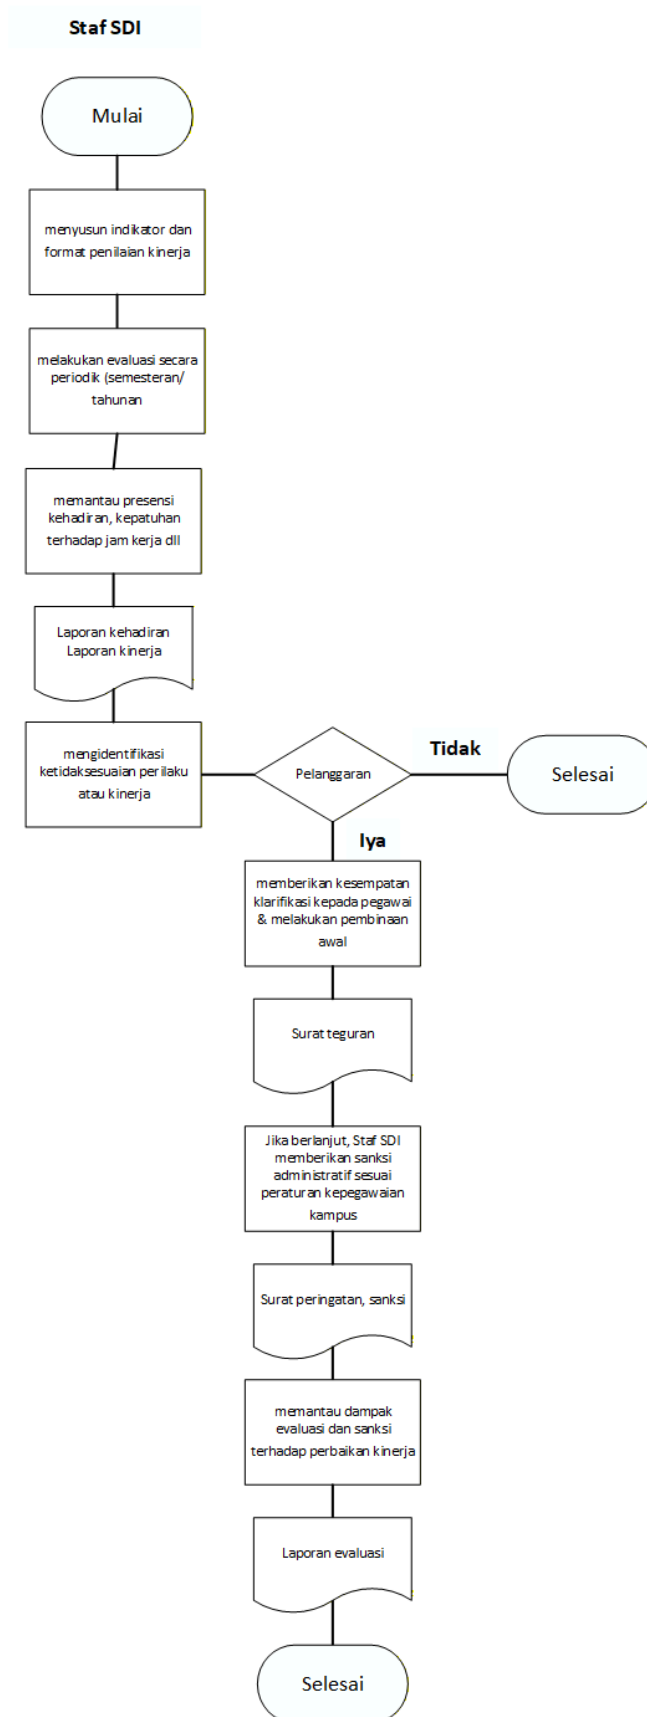 Staf SDI
Mulai
menyusun indikator dan
format penilaian kinerja
melakukan evaluasi secara
periodik (semesteran/
tahunan
memantau presensi
kehadiran, kepatuhan
terhadap jam kerja dll
Laporan kehadiran
Laporan kinerja
mengidentifikasi
ketidaksesuaian perilaku
atau kinerja
Pelanggaran
Tidak
Selesai
Iya
memberikan kesempatan
klarifikasi kepada pegawai
& melakukan pembinaan
awal
Surat teguran
Jika berlanjut, Staf SDI
memberikan sanksi
administratif sesuai
peraturan kepegawaian
kampus
Surat peringatan, sanksi
memantau dampak
evaluasi dan sanksi
terhadap perbaikan kinerja
Laporan evaluasi
Selesai